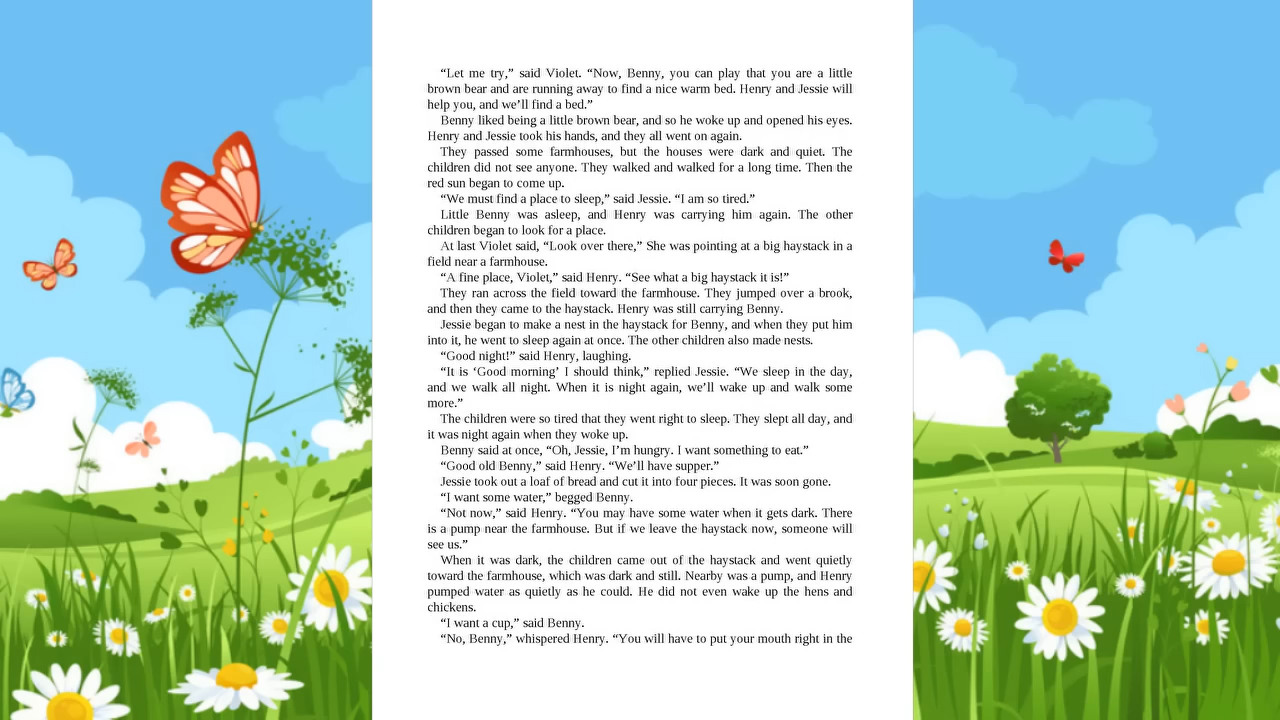 “Let me try,” said Violet. “Now, Benny, you can play that you are a little
brown bear and are running away to find a nice warm bed. Henry and Jessie will
help you, and we’ll find a bed.”
Benny liked being a little brown bear, and so he woke up and opened his eyes.
Henry and Jessie took his hands, and they all went on again.
They passed some farmhouses, but the houses were dark and quiet. The
children did not see anyone. They walked and walked for a long time. Then the
red sun began to come up.
“We must find a place to sleep,” said Jessie. “I am so tired.”
Little Benny was asleep, and Henry was carrying him again. The other
children began to look for a place.
At last Violet said, “Look over there,” She was pointing at a big haystack in a
field near a farmhouse.
“A fine place, Violet,” said Henry. “See what a big haystack it is!”
They ran across the field toward the farmhouse. They jumped over a brook,
and then they came to the haystack. Henry was still carrying Benny.
Jessie began to make a nest in the haystack for Benny, and when they put him
into it, he went to sleep again at once. The other children also made nests.
“Good night!” said Henry, laughing.
“It is ‘Good morning’ I should think,” replied Jessie. “We sleep in the day,
and we walk all night. When it is night again, we’ll wake up and walk some
more.”
The children were so tired that they went right to sleep. They slept all day, and
it was night again when they woke up.
Benny said at once, “Oh, Jessie, I’m hungry. I want something to eat.”
“Good old Benny,” said Henry. “We’ll have supper.”
Jessie took out a loaf of bread and cut it into four pieces. It was soon gone.
“I want some water,” begged Benny.
“Not now,” said Henry. “You may have some water when it gets dark. There
is a pump near the farmhouse. But if we leave the haystack now, someone will
see us.”
When it was dark, the children came out of the haystack and went quietly
toward the farmhouse, which was dark and still. Nearby was a pump, and Henry
pumped water as quietly as he could. He did not even wake up the hens and
chickens.
“I want a cup,” said Benny.
“No, Benny,” whispered Henry. “You will have to put your mouth right in the